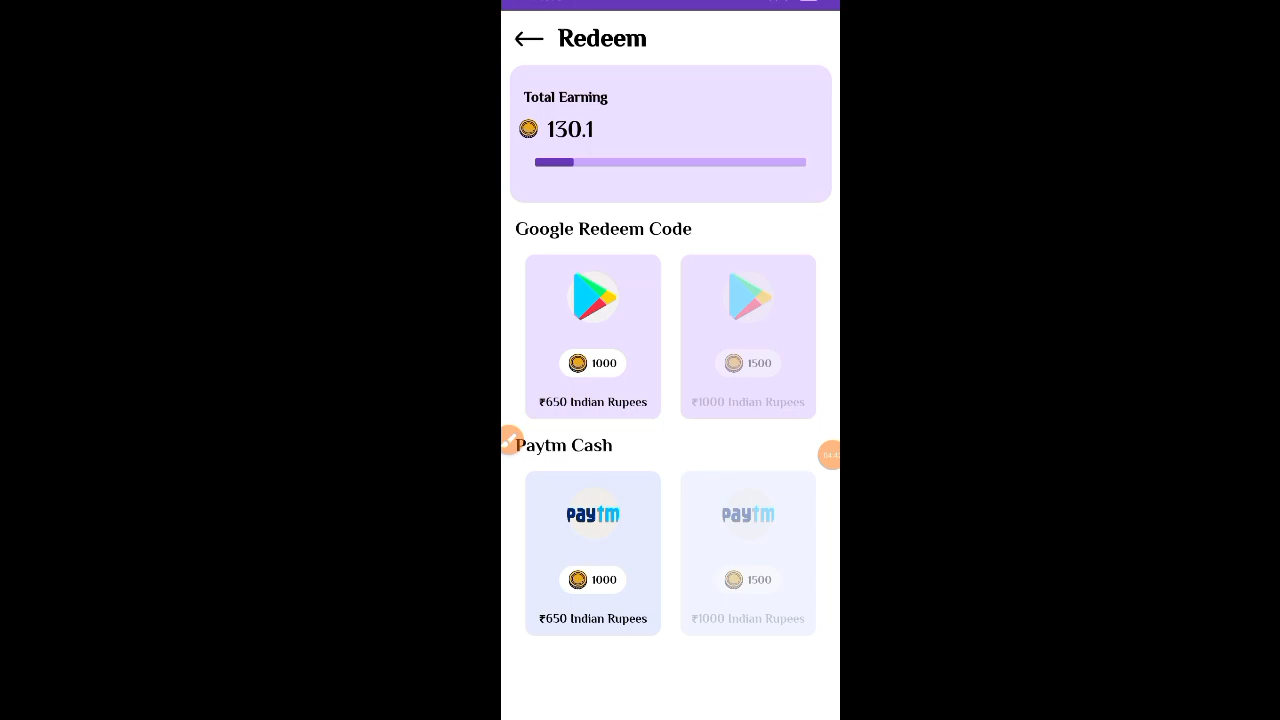 Redeem
Total Earning
130.1
Google Redeem Code
1000
1500
₹650 Indian Rupees
₹1000 Indian Rupees
Paytm Cash
paytm
paytm
1000
1500
₹650 Indian Rupees
₹1000 Indian Rupees